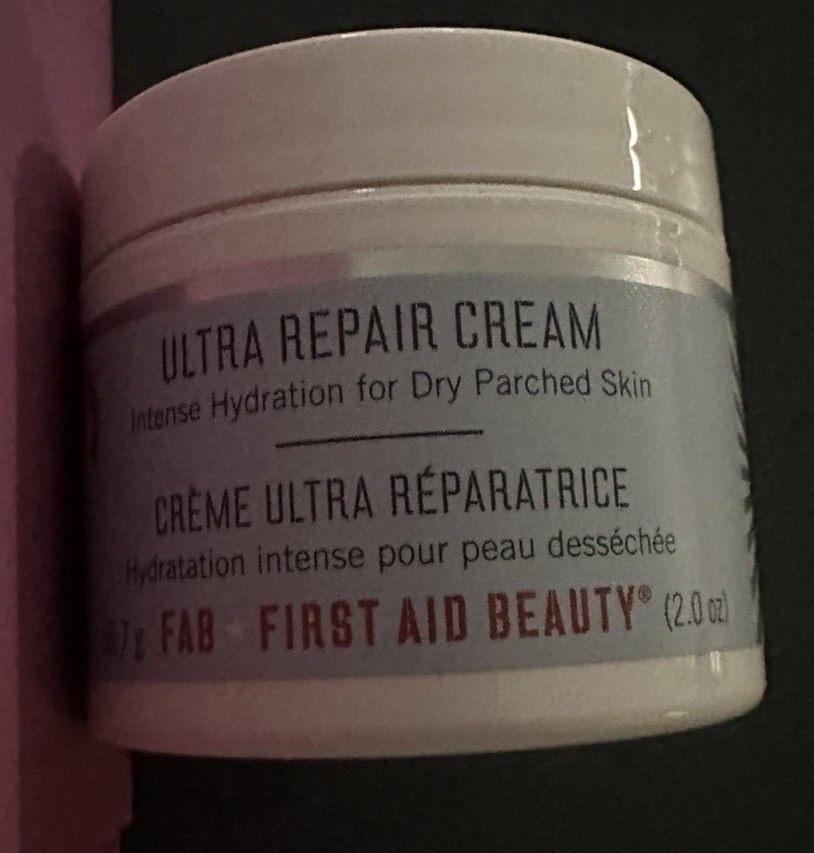 ULTRA REPAIR CREAM
Intense Hydration for Dry Parched Skin
CRÈME ULTRA RÉPARATRICE
Hydratation intense pour peau desséchée
FAB FIRST AID BEAUTY® (2.0 oz)